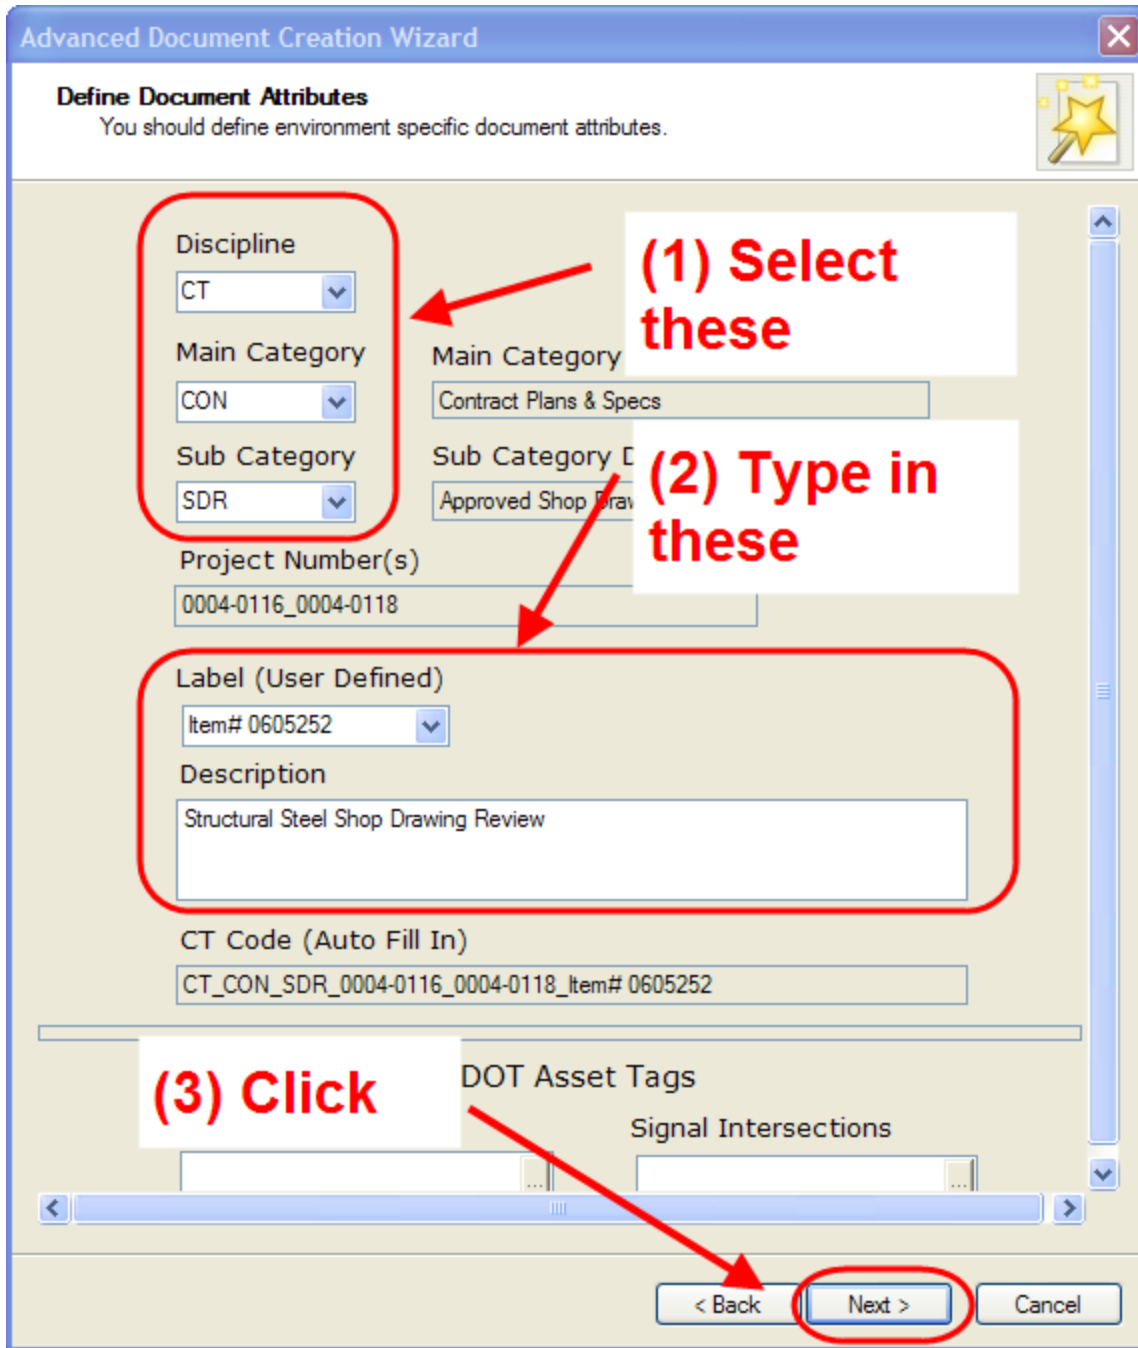 Advanced Document Creation Wizard
Define Document Attributes
You should define environment specific document attributes.
Discipline
CT
(1) Select
these
Main Category
Main Category
CON
Contract Plans & Specs
Sub Category
Sub Category
SDR
Approved Shop
(2) Type in
these
Project Number(s)
0004-0116_0004-0118
Label (User Defined)
Item# 0605252
Description
Structural Steel Shop Drawing Review
CT Code (Auto Fill In)
CT_CON_SDR_0004-0116_0004-0118_Item# 0605252
(3) Click
DOT Asset Tags
Signal Intersections
...
...
< Back
Next >
Cancel